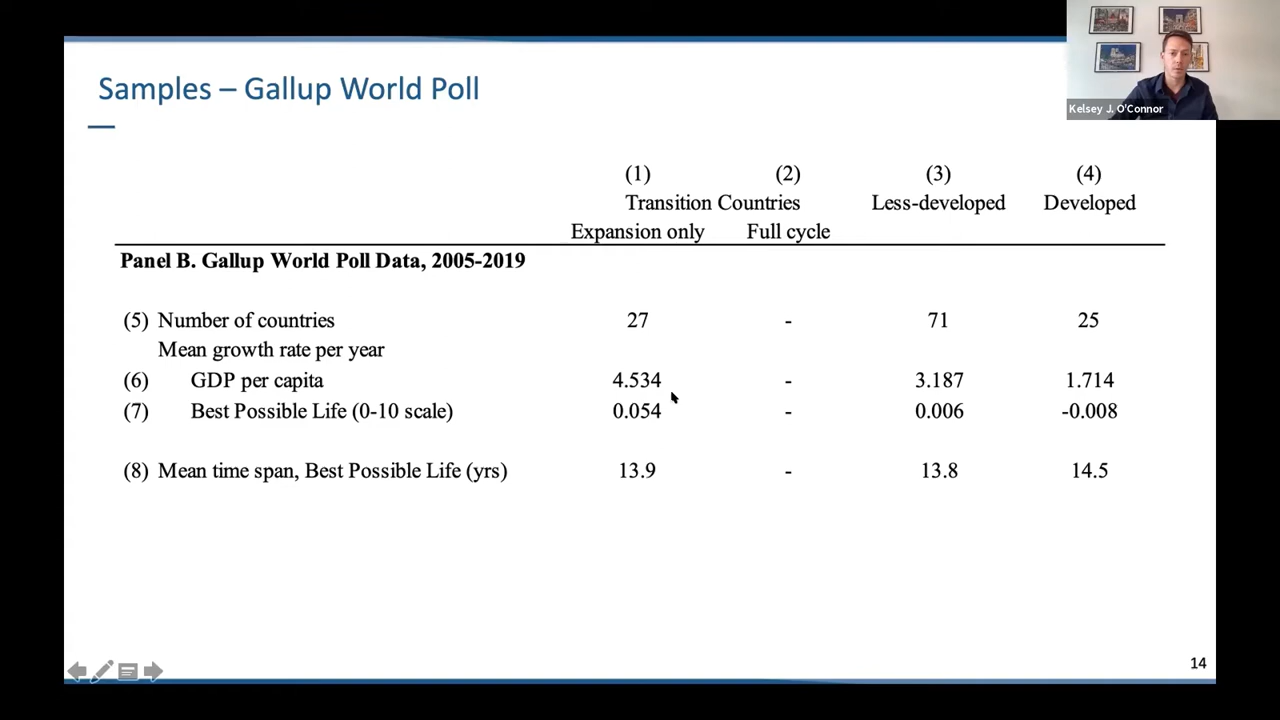 Samples – Gallup World Poll
Kelsey J. O'Connor
(1) (2) (3) (4)
Transition Countries Less-developed Developed
Expansion only Full cycle
Panel B. Gallup World Poll Data, 2005-2019
(5) Number of countries 27 - 71 25
Mean growth rate per year
(6) GDP per capita 4.534 - 3.187 1.714
(7) Best Possible Life (0-10 scale) 0.054 - 0.006 -0.008
(8) Mean time span, Best Possible Life (yrs) 13.9 - 13.8 14.5
14